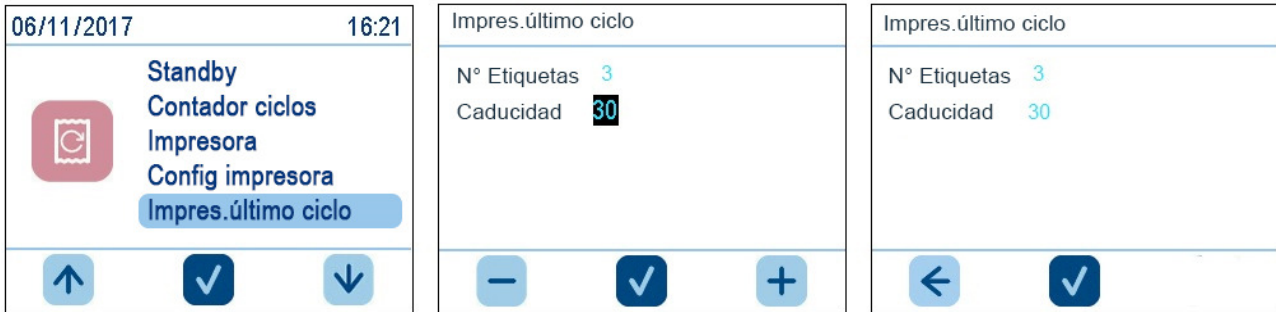 06/11/2017 16:21
Standby
Contador ciclos
Impresora
Config impresora
Impres.último ciclo
Impres.último ciclo
N° Etiquetas 3
Caducidad 30
Impres.último ciclo
N° Etiquetas 3
Caducidad 30